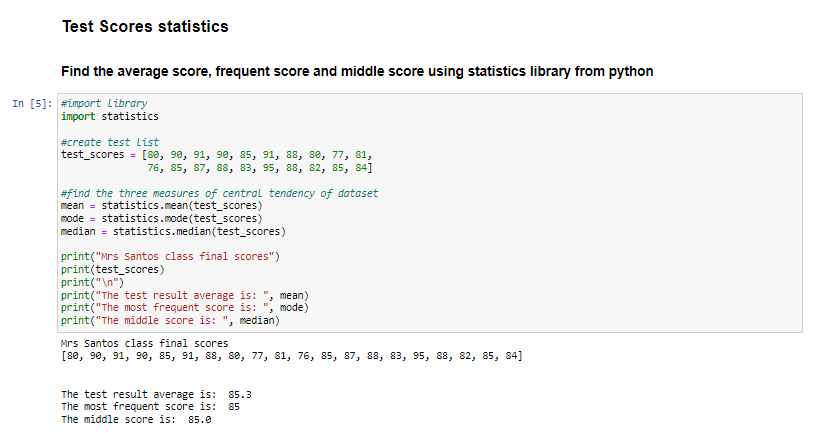 Test Scores statistics
Find the average score, frequent score and middle score using statistics library from python
In [5]: #import Library
import statistics
#create test List
test_scores = [80, 90, 91, 90, 85, 91, 88, 80, 77, 81,
76, 85, 87, 88, 83, 95, 88, 82, 85, 84]
#find the three measures of central tendency of dataset
mean = statistics.mean(test_scores)
mode = statistics.mode(test_scores)
median = statistics.median(test_scores)
print("Mrs Santos class final scores")
print(test_scores)
print("\n")
print("The test result average is: ", mean)
print("The most frequent score is: ", mode)
print("The middle score is: ", median)
Mrs Santos class final scores
[80, 90, 91, 90, 85, 91, 88, 80, 77, 81, 76, 85, 87, 88, 83, 95, 88, 82, 85, 84]
The test result average is:  85.3
The most frequent score is:  85
The middle score is:  85.0